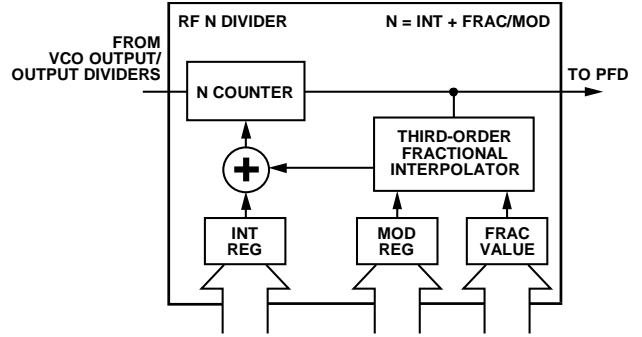 RF N DIVIDER
N = INT + FRAC/MOD
FROM
VCO OUTPUT/
OUTPUT DIVIDERS
N COUNTER
TO PFD
THIRD-ORDER
FRACTIONAL
INTERPOLATOR
+
INT
REG
MOD
REG
FRAC
VALUE